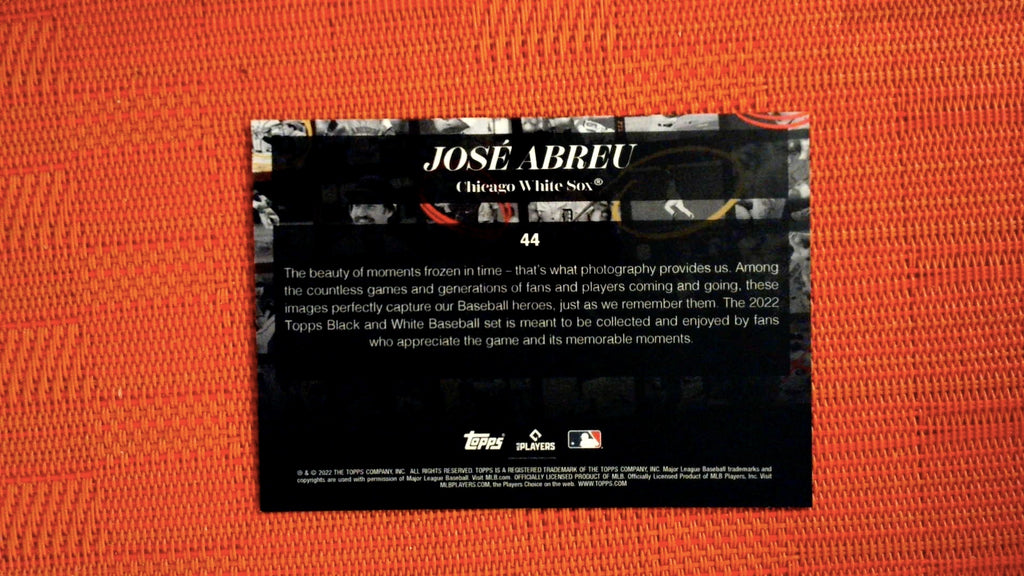 JOSÉ ABREU
Chicago White Sox®
44
The beauty of moments frozen in time – that's what photography provides us. Among
the countless games and generations of fans and players coming and going, these
images perfectly capture our Baseball heroes, just as we remember them. The 2022
Topps Black and White Baseball set is meant to be collected and enjoyed by fans
who appreciate the game and its memorable moments.
Topps PLAYERS
® & © 2022 THE TOPPS COMPANY, INC. ALL RIGHTS RESERVED. TOPPS IS A REGISTERED TRADEMARK OF THE TOPPS COMPANY, INC. Major League Baseball trademarks and
copyrights are used with permission of Major League Baseball. Visit MLB.com. OFFICIALLY LICENSED PRODUCT OF MLB. Officially Licensed Product of MLB Players, Inc. Visit
MLBPLAYERS.COM, the Players Choice on the web. WWW.TOPPS.COM